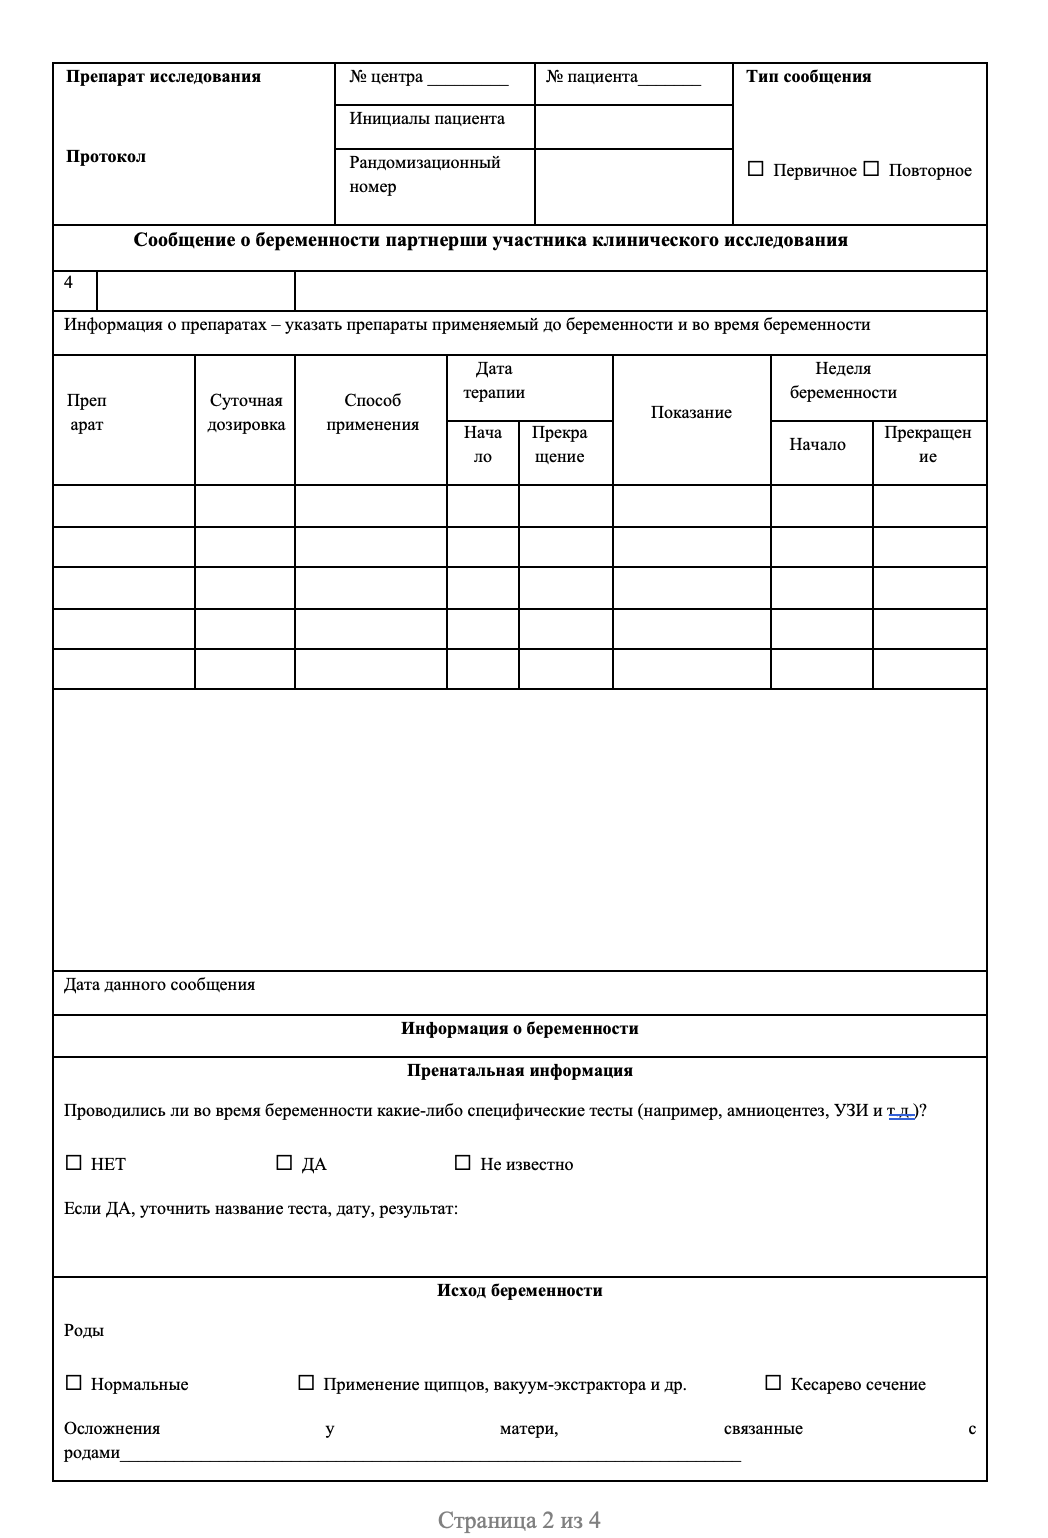 Препарат исследования
№ центра _________
№ пациента_______
Тип сообщения
Инициалы пациента
Протокол
Рандомизационный
номер
☐ Первичное ☐ Повторное
Сообщение о беременности партнерши участника клинического исследования
4
Информация о препаратах – указать препараты применяемый до беременности и во время беременности
Преп
арат
Суточная
дозировка
Способ
применения
Дата
терапии
Нача
ло
Прекра
щение
Показание
Неделя
беременности
Начало
Прекращен
ие
Дата данного сообщения
Информация о беременности
Пренатальная информация
Проводились ли во время беременности какие-либо специфические тесты (например, амниоцентез, УЗИ и т.д.)?
☐ НЕТ ☐ ДА ☐ Не известно
Если ДА, уточнить название теста, дату, результат:
Исход беременности
Роды
☐ Нормальные ☐ Применение щипцов, вакуум-экстрактора и др. ☐ Кесарево сечение
Осложнения у матери, связанные с
родами_____________________________________________________________________
Страница 2 из 4